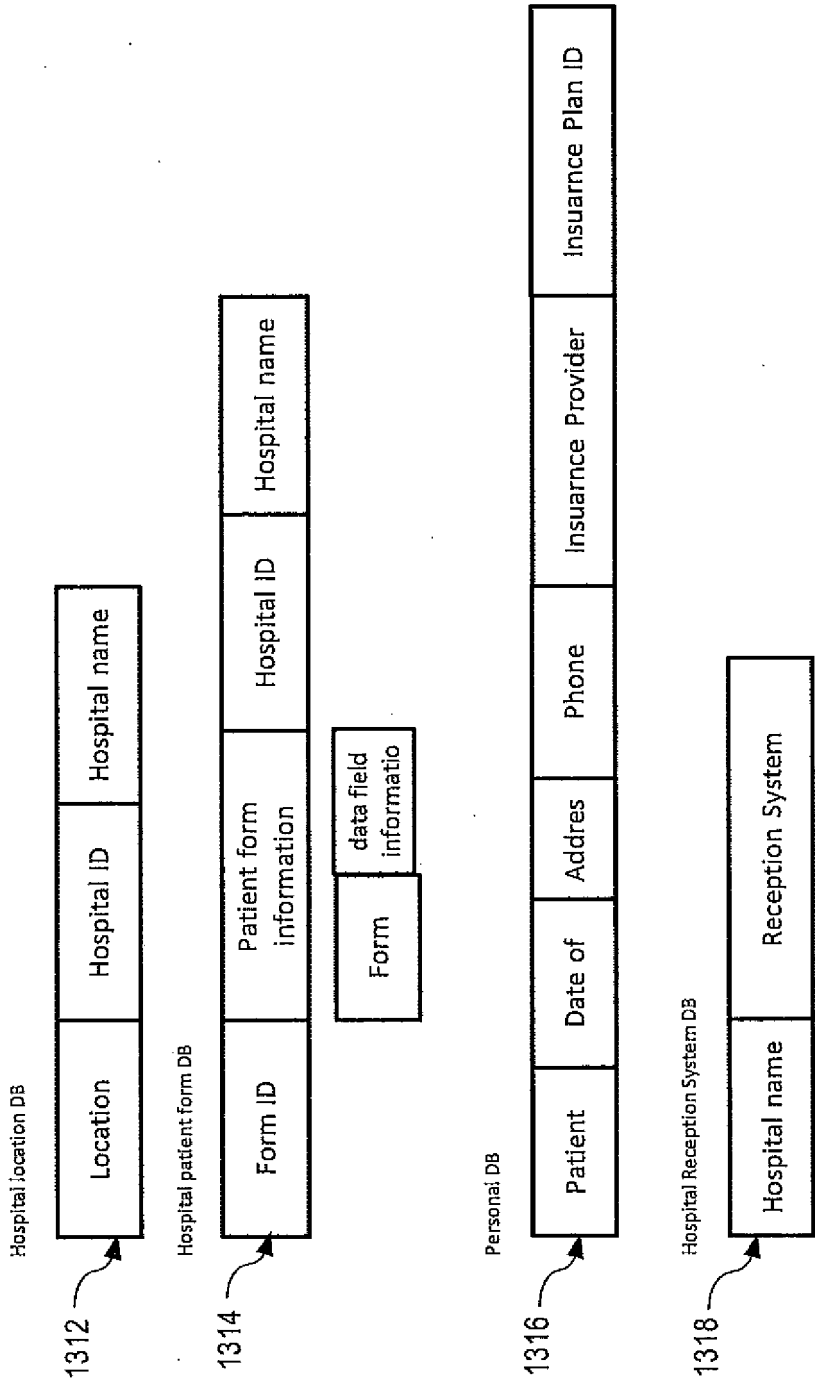 Hospital location DB
1312
Location
Hospital ID
Hospital name
Hospital patient form DB
1314
Form ID
Patient form
information
Hospital ID
Hospital name
Form
data field
informatio
Personal DB
1316
Patient
Date of
Addres
Phone
Insuarnce Provider
Insuarnce Plan ID
Hospital Reception System DB
1318
Hospital name
Reception System